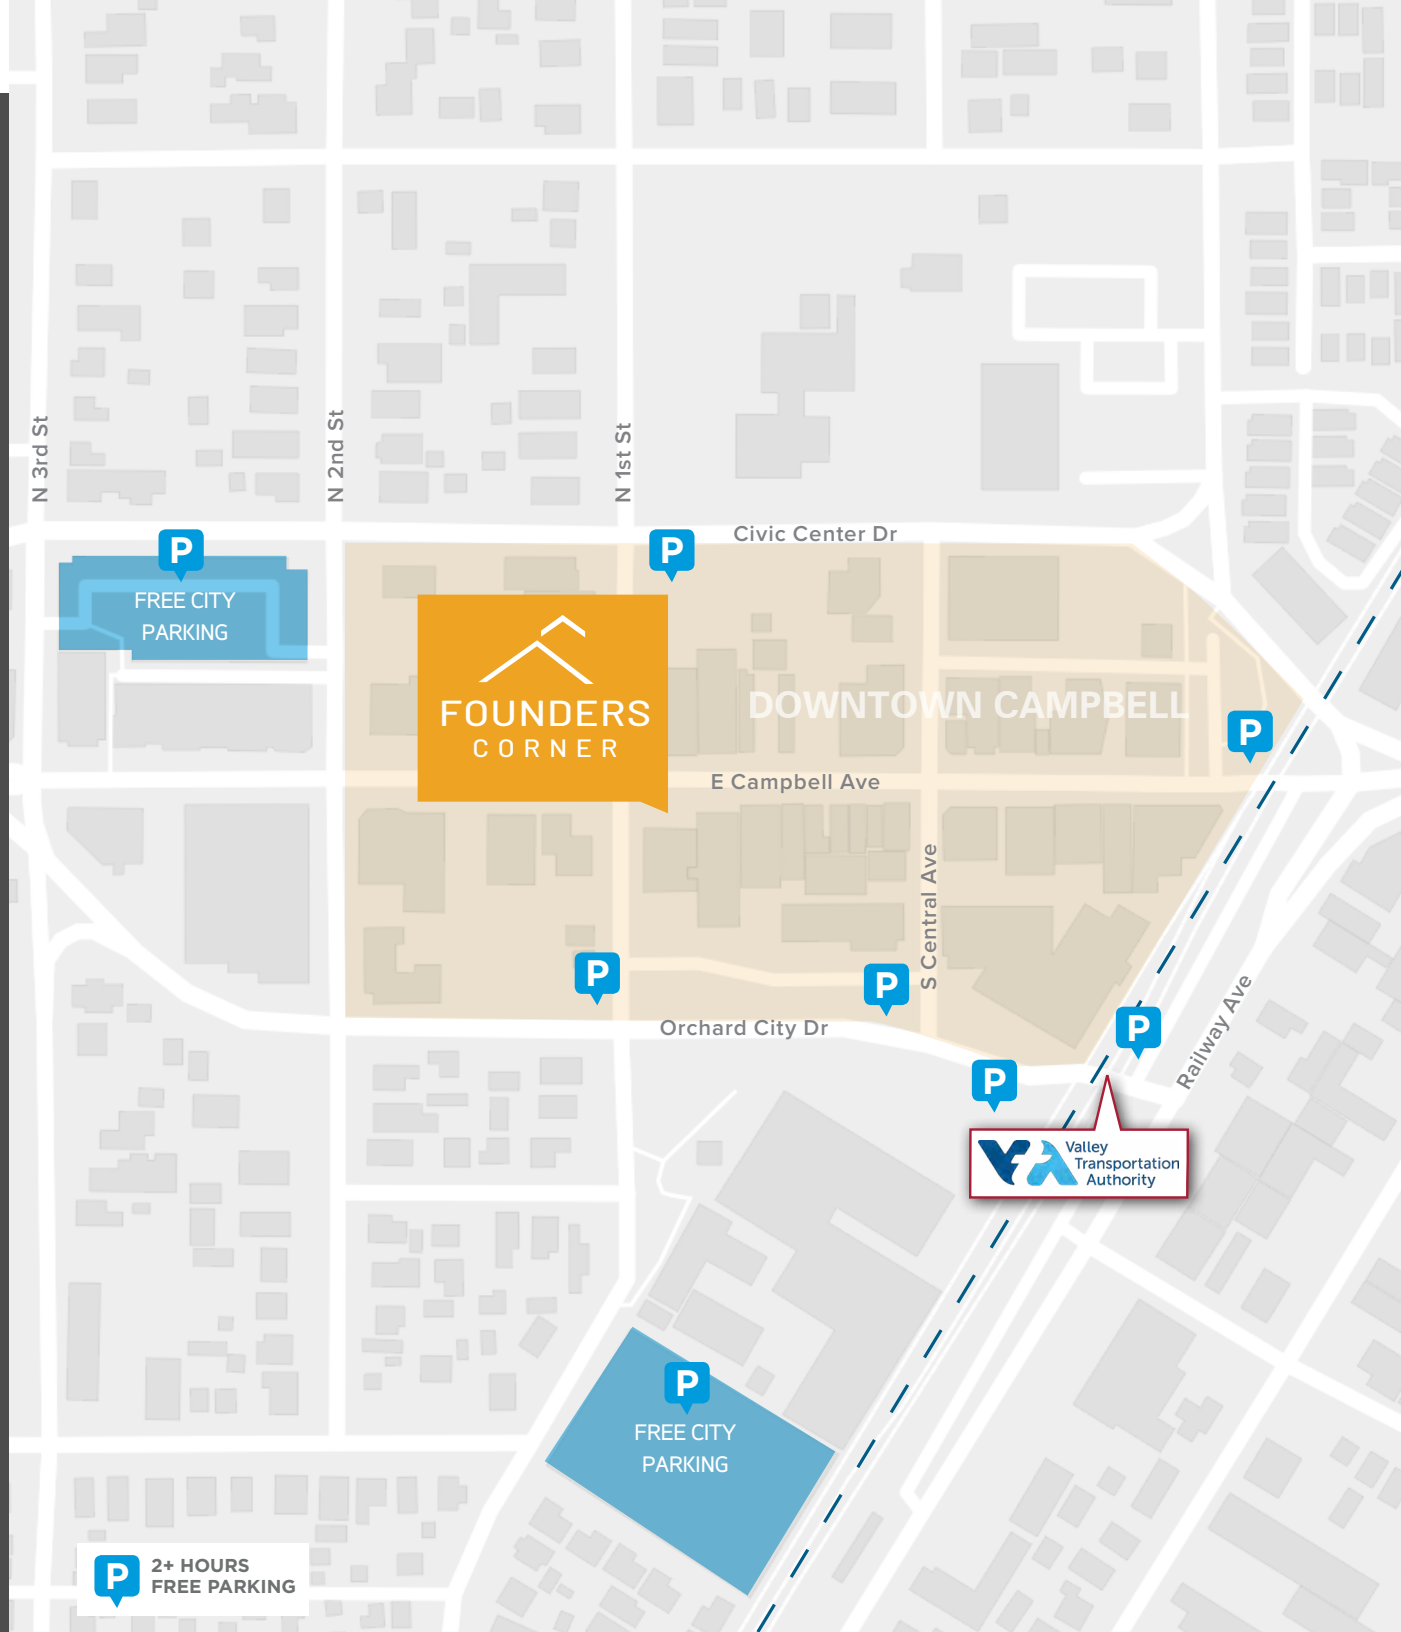 N 3rd St
N 2nd St
N 1st St
Civic Center Dr
P
P
FREE CITY
PARKING
FOUNDERS
CORNER
DOWNTOWN CAMPBELL
P
E Campbell Ave
S Central Ave
P
P
Orchard City Dr
P
P
Railway Ave
VTA Valley
Transportation
Authority
P
FREE CITY
PARKING
P
2+ HOURS
FREE PARKING